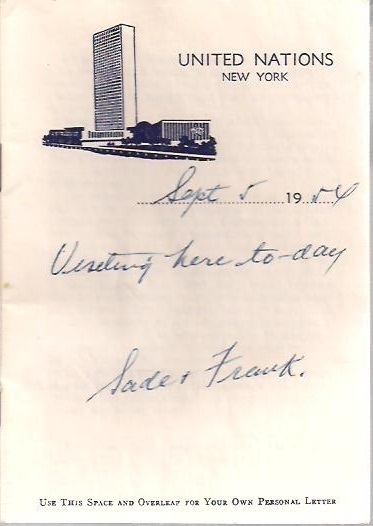 UNITED NATIONS
NEW YORK
Sept 5 1954
Visiting here to-day
Sade & Frank.
USE THIS SPACE AND OVERLEAF FOR YOUR OWN PERSONAL LETTER